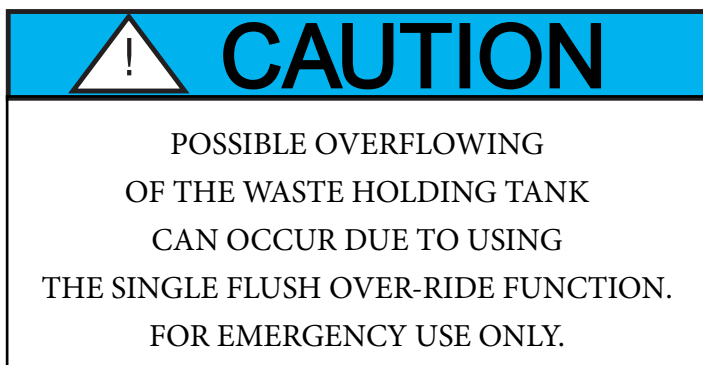 ! CAUTION
POSSIBLE OVERFLOWING
OF THE WASTE HOLDING TANK
CAN OCCUR DUE TO USING
THE SINGLE FLUSH OVER-RIDE FUNCTION.
FOR EMERGENCY USE ONLY.